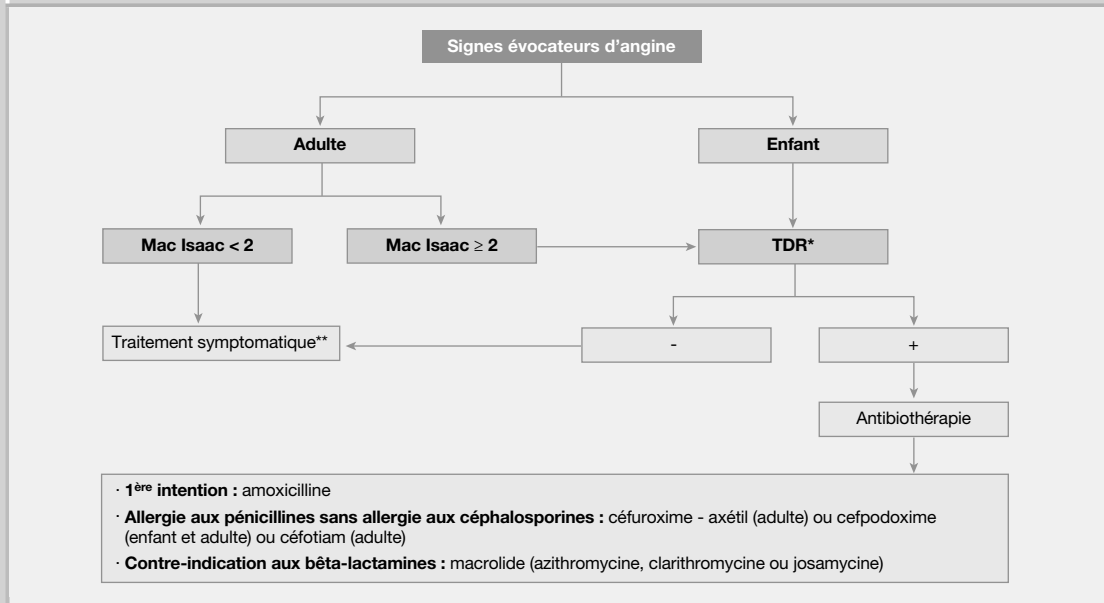 Signes évocateurs d’angine
Adulte
Enfant
Mac Isaac < 2
Mac Isaac ≥ 2
TDR*
Traitement symptomatique**
-
+
Antibiothérapie
· 1ère intention : amoxicilline
· Allergie aux pénicillines sans allergie aux céphalosporines : céfuroxime - axétil (adulte) ou cefpodoxime
(enfant et adulte) ou céfotiam (adulte)
· Contre-indication aux bêta-lactamines : macrolide (azithromycine, clarithromycine ou josamycine)